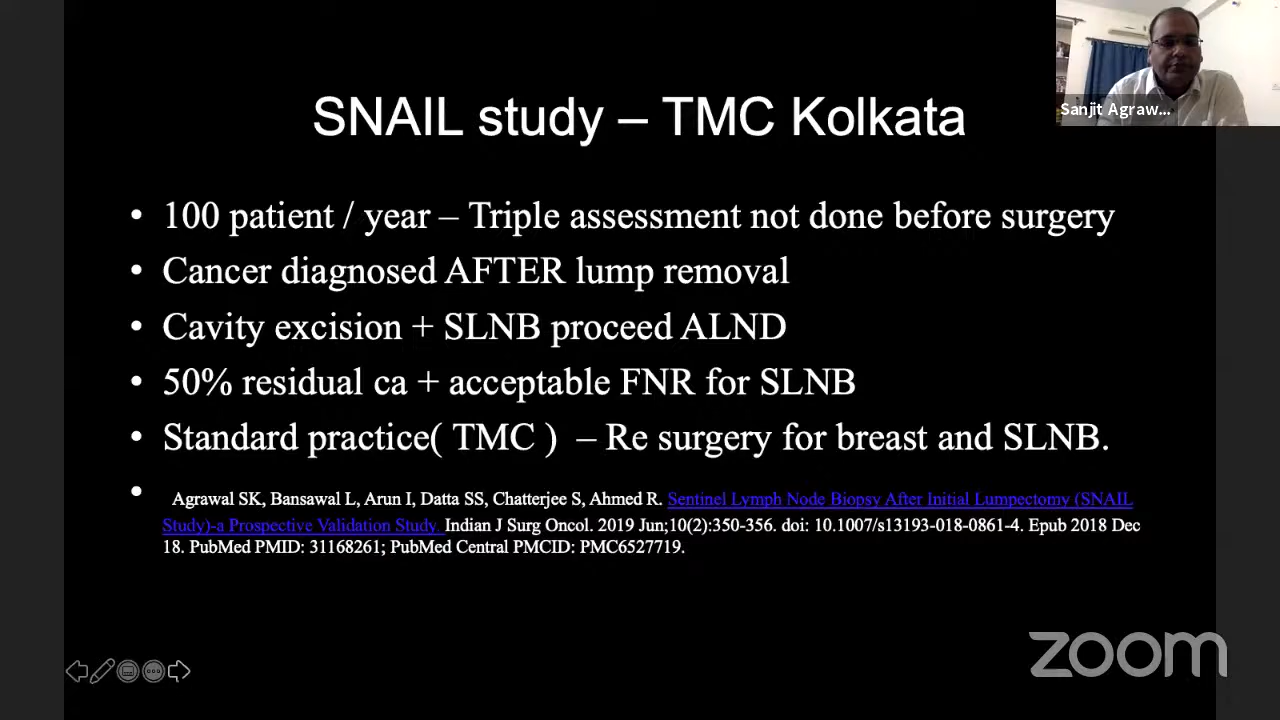 Sanjit Agraw...
SNAIL study – TMC Kolkata
• 100 patient / year – Triple assessment not done before surgery
• Cancer diagnosed AFTER lump removal
• Cavity excision + SLNB proceed ALND
• 50% residual ca + acceptable FNR for SLNB
• Standard practice( TMC ) – Re surgery for breast and SLNB.
• Agrawal SK, Bansawal L, Arun I, Datta SS, Chatterjee S, Ahmed R. Sentinel Lymph Node Biopsy After Initial Lumpectomy (SNAIL
Study)-a Prospective Validation Study. Indian J Surg Oncol. 2019 Jun;10(2):350-356. doi: 10.1007/s13193-018-0861-4. Epub 2018 Dec
18. PubMed PMID: 31168261; PubMed Central PMCID: PMC6527719.
zoom